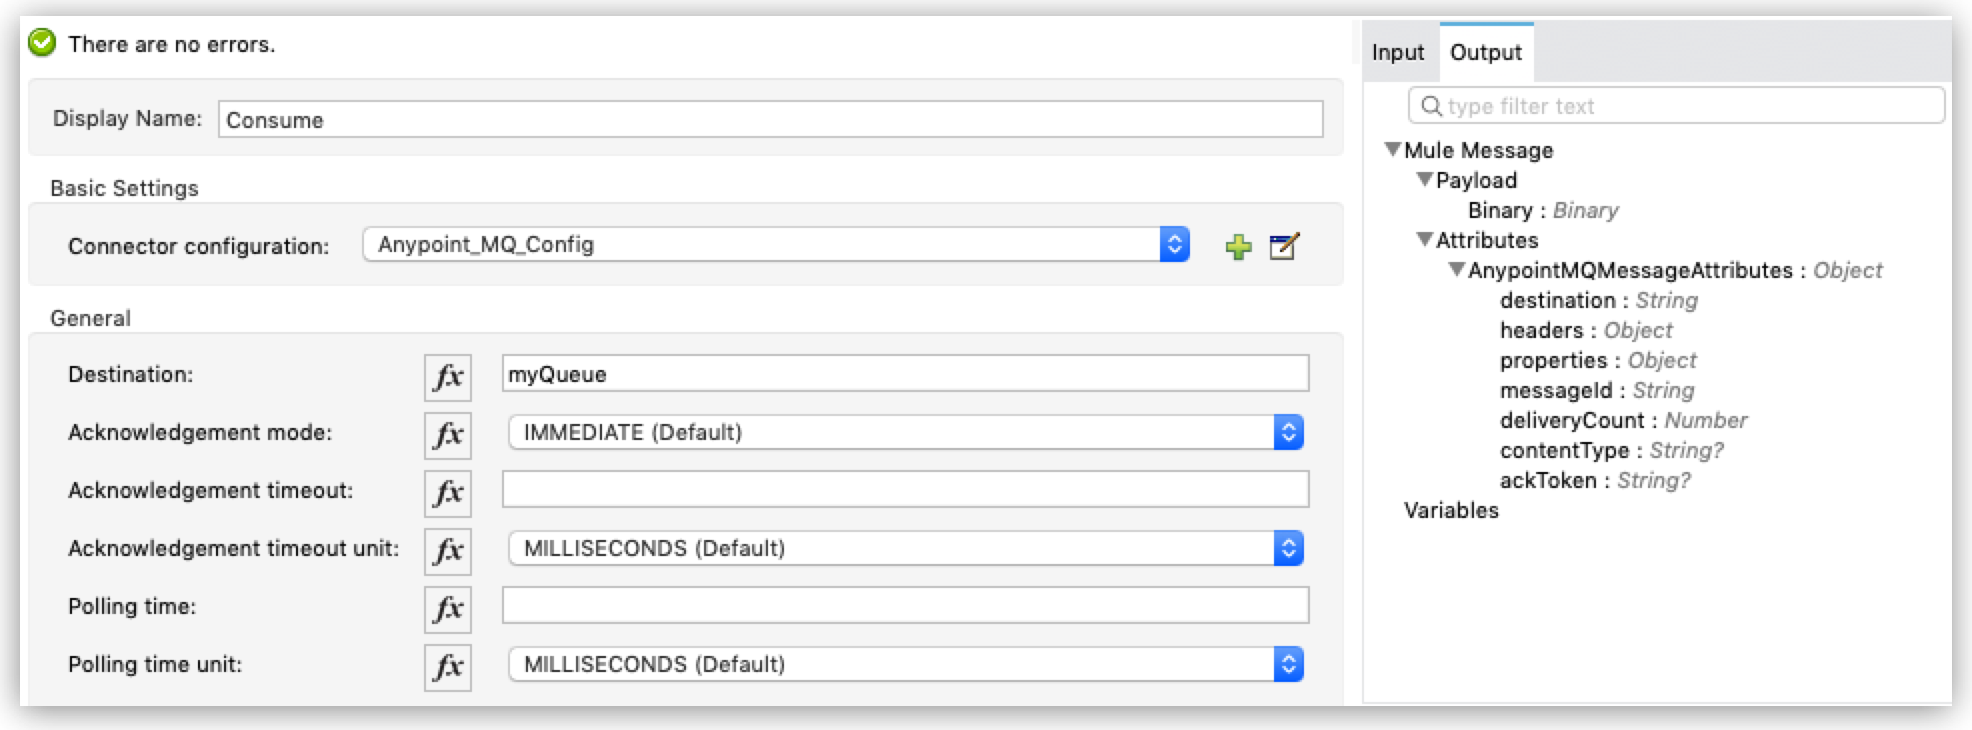 There are no errors.
Display Name: Consume
Basic Settings
Connector configuration: Anypoint_MQ_Config
General
Destination: fx myQueue
Acknowledgement mode: fx IMMEDIATE (Default)
Acknowledgement timeout: fx
Acknowledgement timeout unit: fx MILLISECONDS (Default)
Polling time: fx
Polling time unit: fx MILLISECONDS (Default)
Input Output
type filter text
Mule Message
Payload
Binary : Binary
Attributes
AnypointMQMessageAttributes : Object
destination : String
headers : Object
properties : Object
messageId : String
deliveryCount : Number
contentType : String?
ackToken : String?
Variables